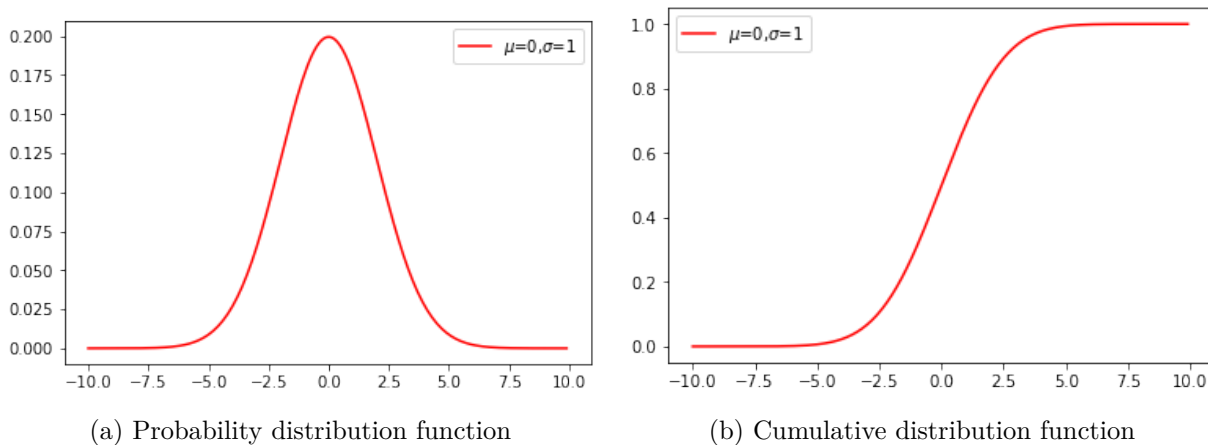 0.200
0.175
0.150
0.125
0.100
0.075
0.050
0.025
0.000
−10.0 −7.5 −5.0 −2.5 0.0 2.5 5.0 7.5 10.0
μ=0,σ=1
(a) Probability distribution function
1.0
0.8
0.6
0.4
0.2
0.0
−10.0 −7.5 −5.0 −2.5 0.0 2.5 5.0 7.5 10.0
μ=0,σ=1
(b) Cumulative distribution function